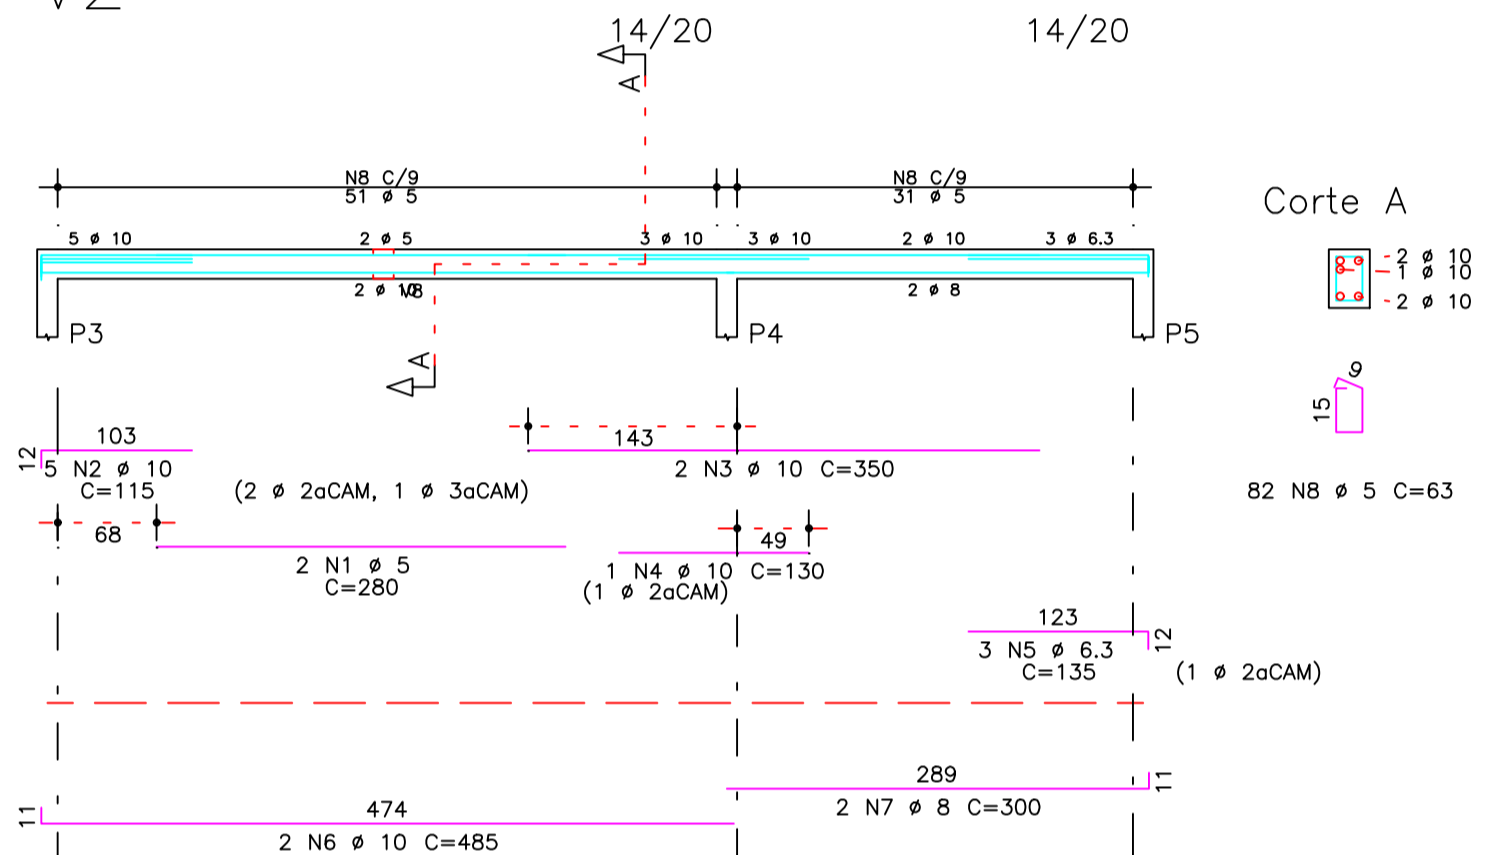 V2
14/20
14/20
N8 C/9
51 ø 5
N8 C/9
31 ø 5
A
Corte A
5 ø 10
2 ø 5
3 ø 10
3 ø 10
2 ø 10
3 ø 6.3
2 ø 10
V8
2 ø 8
2 ø 10
1 ø 10
2 ø 10
P3
P4
P5
A
9
15
82 N8 ø 5 C=63
103
12
5 N2 ø 10
C=115
(2 ø 2aCAM, 1 ø 3aCAM)
143
2 N3 ø 10 C=350
68
2 N1 ø 5
C=280
49
1 N4 ø 10 C=130
(1 ø 2aCAM)
123
12
3 N5 ø 6.3
C=135
(1 ø 2aCAM)
289
11
2 N7 ø 8 C=300
474
11
2 N6 ø 10 C=485